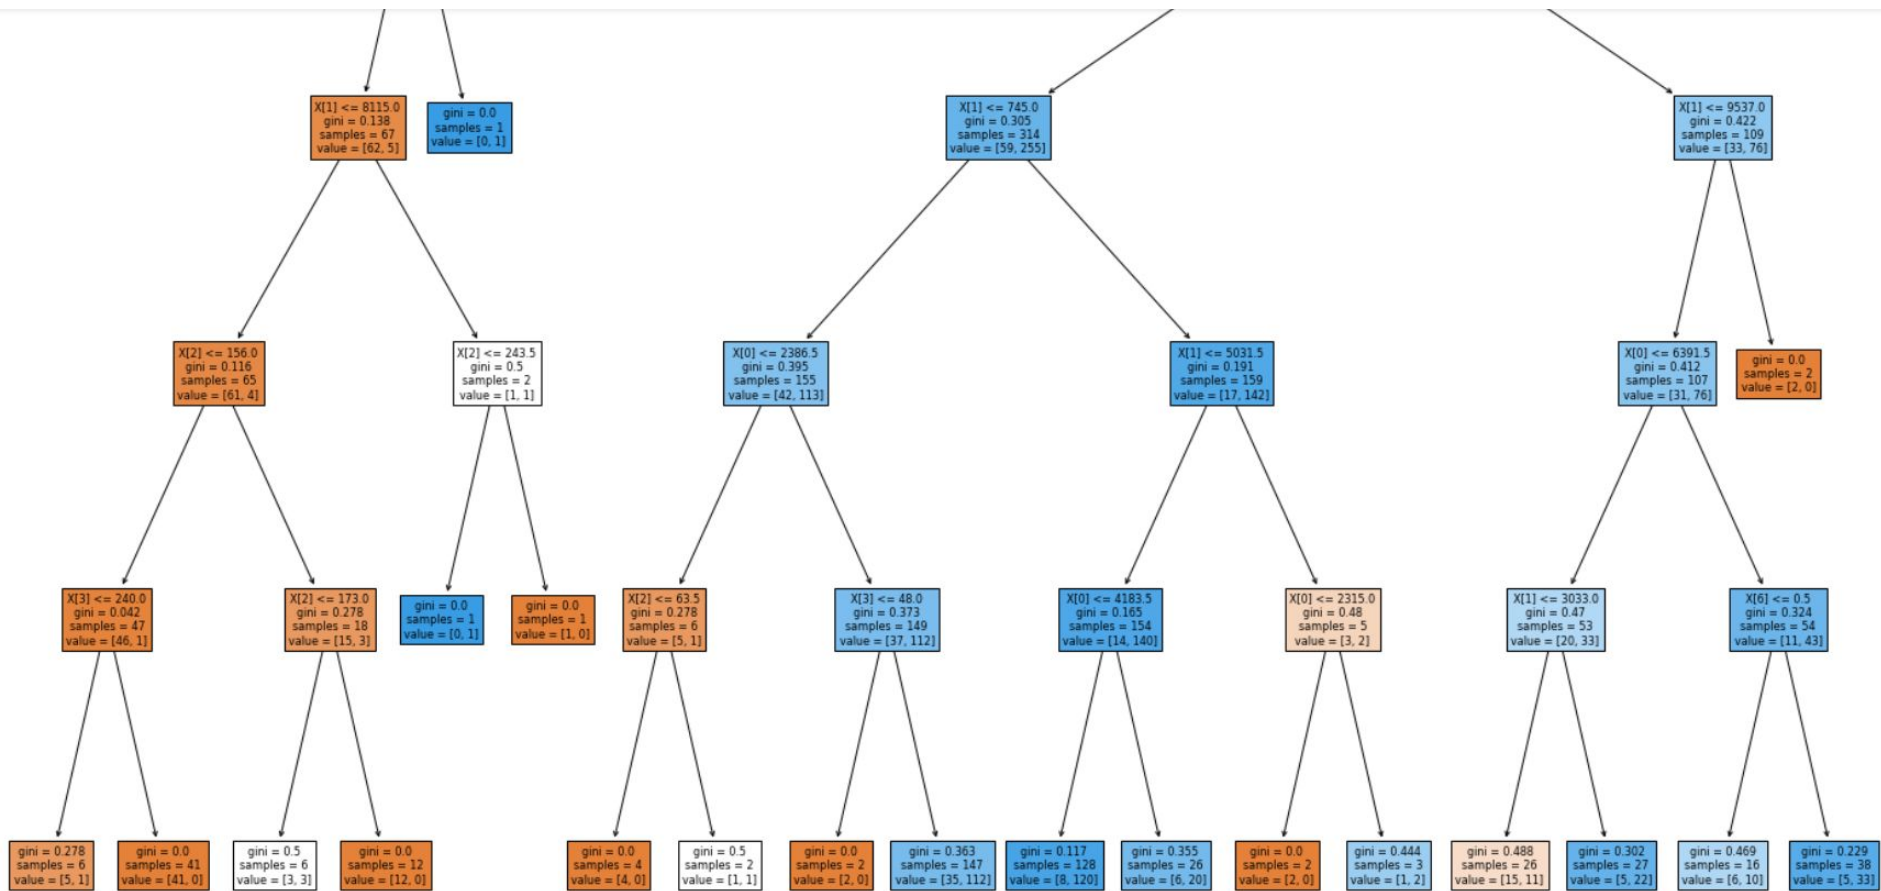 X[1] <= 8115.0
gini = 0.138
samples = 67
value = [62, 5]
gini = 0.0
samples = 1
value = [0, 1]
X[1] <= 745.0
gini = 0.305
samples = 314
value = [59, 255]
X[1] <= 9537.0
gini = 0.422
samples = 109
value = [33, 76]
X[2] <= 156.0
gini = 0.116
samples = 65
value = [61, 4]
X[2] <= 243.5
gini = 0.5
samples = 2
value = [1, 1]
X[0] <= 2386.5
gini = 0.395
samples = 155
value = [42, 113]
X[1] <= 5031.5
gini = 0.191
samples = 159
value = [17, 142]
X[0] <= 6391.5
gini = 0.412
samples = 107
value = [31, 76]
gini = 0.0
samples = 2
value = [2, 0]
X[3] <= 240.0
gini = 0.042
samples = 47
value = [46, 1]
X[2] <= 173.0
gini = 0.278
samples = 18
value = [15, 3]
gini = 0.0
samples = 1
value = [0, 1]
gini = 0.0
samples = 1
value = [1, 0]
X[2] <= 63.5
gini = 0.278
samples = 6
value = [5, 1]
X[3] <= 48.0
gini = 0.373
samples = 149
value = [37, 112]
X[0] <= 4183.5
gini = 0.165
samples = 154
value = [14, 140]
X[0] <= 2315.0
gini = 0.48
samples = 5
value = [3, 2]
X[1] <= 3033.0
gini = 0.47
samples = 53
value = [20, 33]
X[6] <= 0.5
gini = 0.324
samples = 54
value = [11, 43]
gini = 0.278
samples = 6
value = [5, 1]
gini = 0.0
samples = 41
value = [41, 0]
gini = 0.5
samples = 6
value = [3, 3]
gini = 0.0
samples = 12
value = [12, 0]
gini = 0.0
samples = 4
value = [4, 0]
gini = 0.5
samples = 2
value = [1, 1]
gini = 0.0
samples = 2
value = [2, 0]
gini = 0.363
samples = 147
value = [35, 112]
gini = 0.117
samples = 128
value = [8, 120]
gini = 0.355
samples = 26
value = [6, 20]
gini = 0.0
samples = 2
value = [2, 0]
gini = 0.444
samples = 3
value = [1, 2]
gini = 0.488
samples = 26
value = [15, 11]
gini = 0.302
samples = 27
value = [5, 22]
gini = 0.469
samples = 16
value = [6, 10]
gini = 0.229
samples = 38
value = [5, 33]